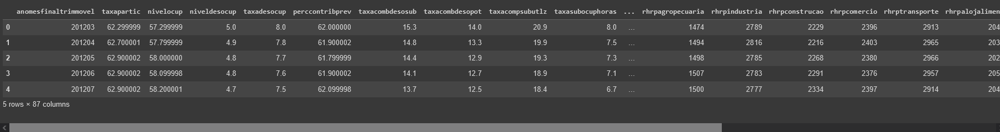 anomesfinaltrimmovel taxapartic nivelocup niveldesocup taxadesocup perccontribprev taxacombdesosub taxacombdesopot taxacompsubutlz taxasubocuphoras ... rhrpagropecuaria rhrpindustria rhrpconstrucao rhrpcomercio rhrptransporte rhrpalojalimen
0 201203 62.299999 57.299999 5.0 8.0 62.000000 15.3 14.0 20.9 8.0 ... 1474 2789 2229 2396 2913 204
1 201204 62.700001 57.799999 4.9 7.8 61.900002 14.8 13.3 19.9 7.5 ... 1494 2816 2216 2403 2965 203
2 201205 62.900002 58.000000 4.8 7.7 61.799999 14.4 12.9 19.3 7.3 ... 1498 2785 2268 2380 2966 202
3 201206 62.900002 58.099998 4.8 7.6 61.900002 14.1 12.7 18.9 7.1 ... 1507 2783 2291 2376 2957 205
4 201207 62.900002 58.200001 4.7 7.5 62.099998 13.7 12.5 18.4 6.7 ... 1500 2777 2334 2397 2914 204
5 rows × 87 columns